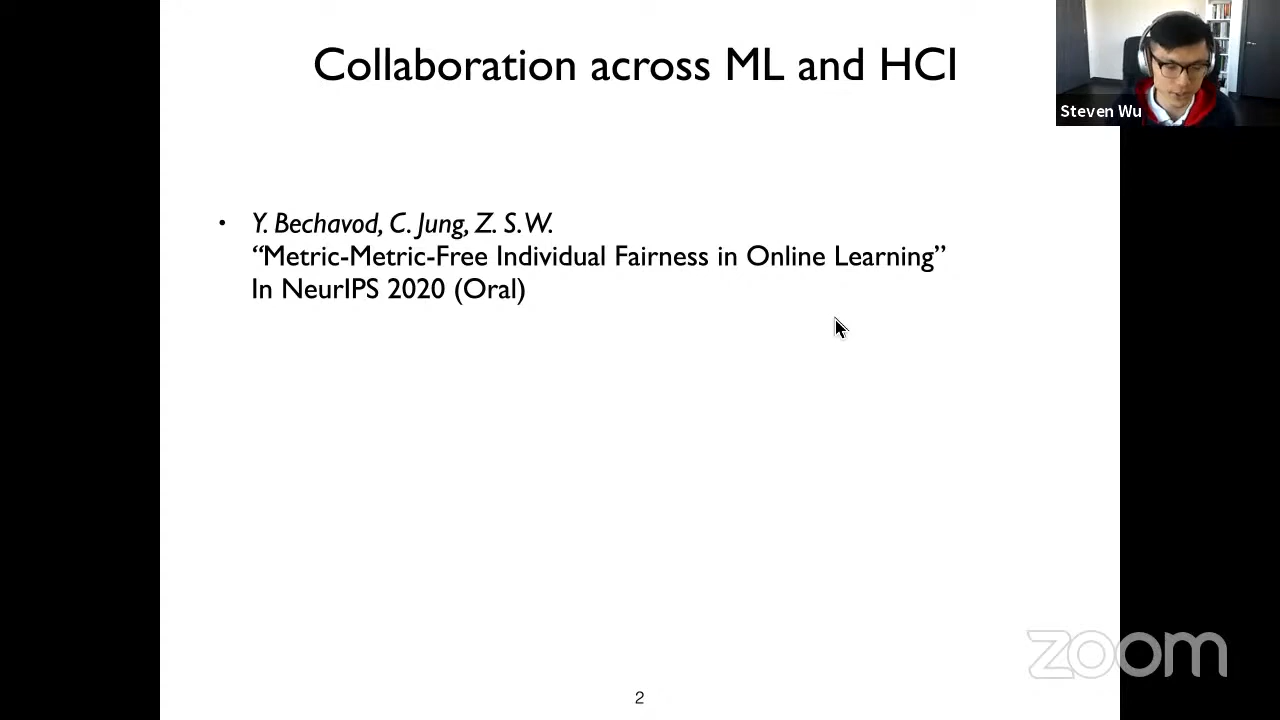 Collaboration across ML and HCI
Steven Wu
• Y. Bechavod, C. Jung, Z. S.W.
“Metric-Metric-Free Individual Fairness in Online Learning”
In NeurIPS 2020 (Oral)
zoom
2